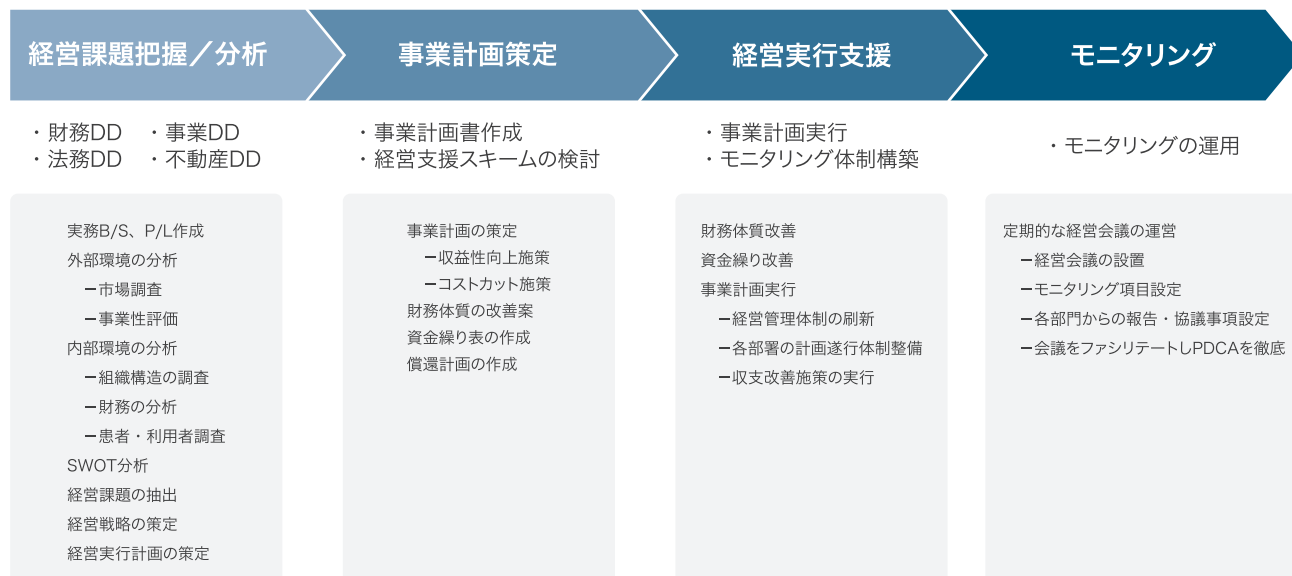 経営課題把握／分析
事業計画策定
経営実行支援
モニタリング
・財務DD ・事業DD
・法務DD ・不動産DD
・事業計画書作成
・経営支援スキームの検討
・事業計画実行
・モニタリング体制構築
・モニタリングの運用
実務B/S、P/L作成
外部環境の分析
ー市場調査
ー事業性評価
内部環境の分析
ー組織構造の調査
ー財務の分析
ー患者・利用者調査
SWOT分析
経営課題の抽出
経営戦略の策定
経営実行計画の策定
事業計画の策定
ー収益性向上施策
ーコストカット施策
財務体質の改善案
資金繰り表の作成
償還計画の作成
財務体質改善
資金繰り改善
事業計画実行
ー経営管理体制の刷新
ー各部署の計画遂行体制整備
ー収支改善施策の実行
定期的な経営会議の運営
ー経営会議の設置
ーモニタリング項目設定
ー各部門からの報告・協議事項設定
ー会議をファシリテートしPDCAを徹底